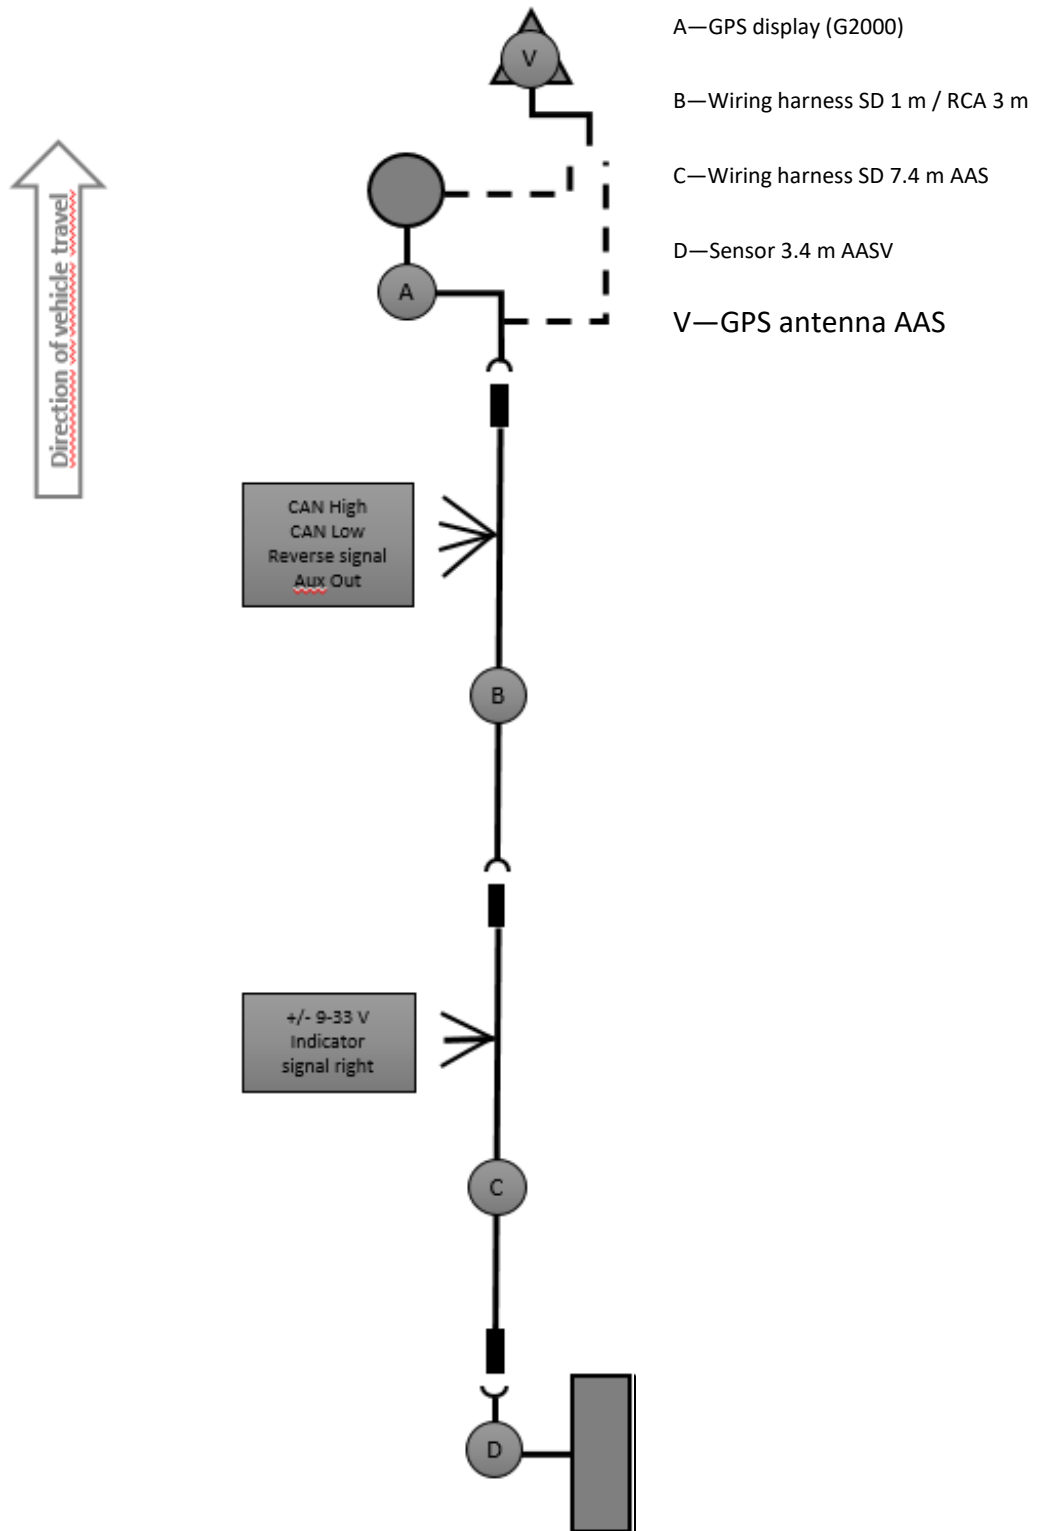 A—GPS display (G2000)
B—Wiring harness SD 1 m / RCA 3 m
C—Wiring harness SD 7.4 m AAS
D—Sensor 3.4 m AASV
V—GPS antenna AAS
V
Direction of vehicle travel
A
CAN High
CAN Low
Reverse signal
Aux Out
B
+/- 9-33 V
Indicator
signal right
C
D